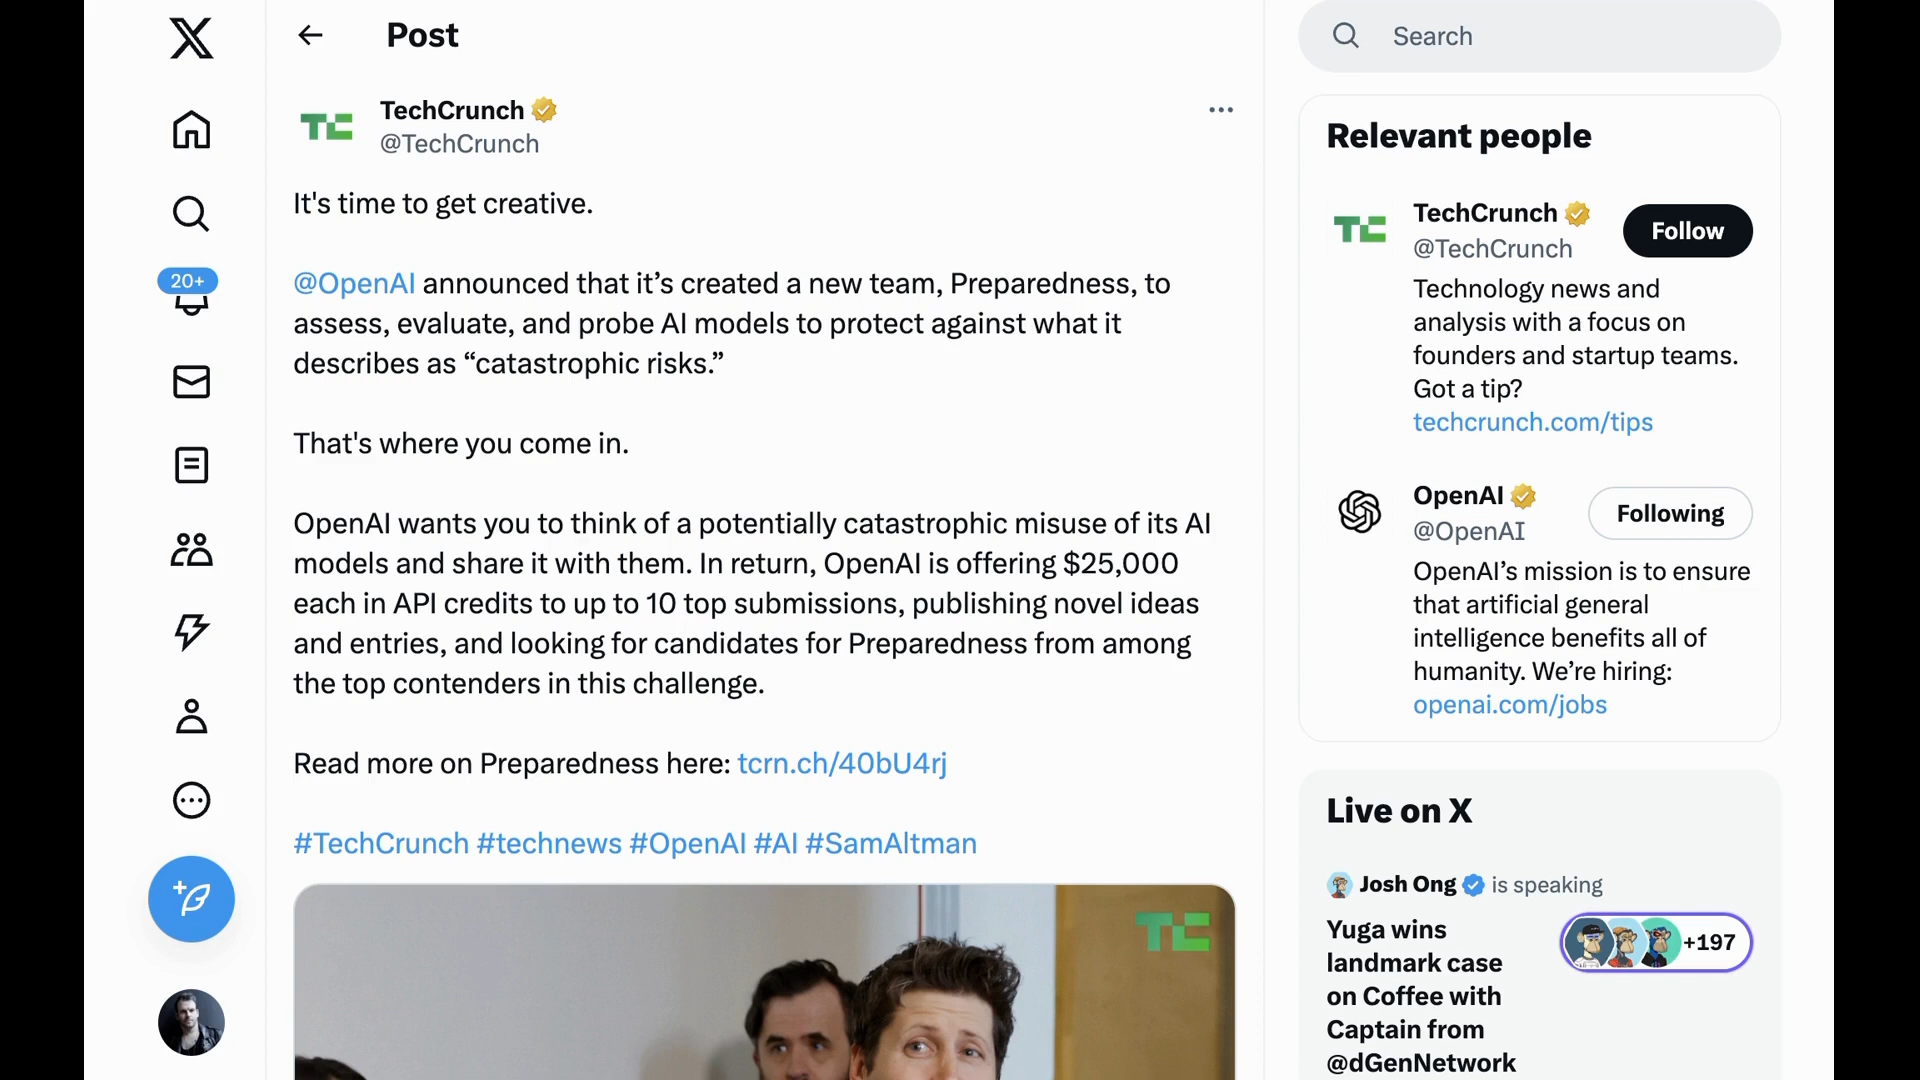 Post
TechCrunch
@TechCrunch
It's time to get creative.
@OpenAI announced that it’s created a new team, Preparedness, to
assess, evaluate, and probe AI models to protect against what it
describes as “catastrophic risks.”
That's where you come in.
OpenAI wants you to think of a potentially catastrophic misuse of its AI
models and share it with them. In return, OpenAI is offering $25,000
each in API credits to up to 10 top submissions, publishing novel ideas
and entries, and looking for candidates for Preparedness from among
the top contenders in this challenge.
Read more on Preparedness here: tcrn.ch/40bU4rj
#TechCrunch #technews #OpenAI #AI #SamAltman
TC
20+
Search
Relevant people
TechCrunch
@TechCrunch
Follow
Technology news and
analysis with a focus on
founders and startup teams.
Got a tip?
techcrunch.com/tips
OpenAI
@OpenAI
Following
OpenAI’s mission is to ensure
that artificial general
intelligence benefits all of
humanity. We’re hiring:
openai.com/jobs
Live on X
Josh Ong is speaking
Yuga wins
landmark case
on Coffee with
Captain from
@dGenNetwork
+197